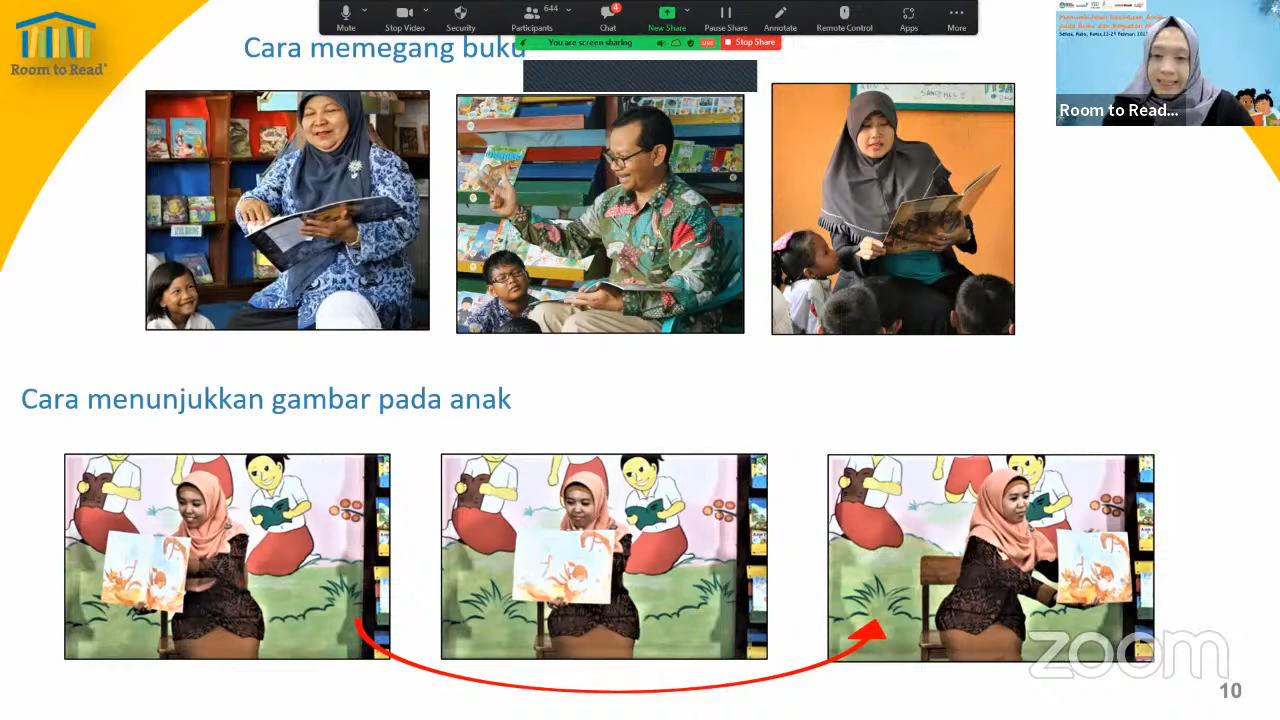 Room to Read
Cara memegang buku
Mute
Stop Video
Security
644
Participants
4
Chat
New Share
Pause Share
Annotate
Remote Control
Apps
More
You are screen sharing
LIVE
Stop Share
Room to Read...
Cara menunjukkan gambar pada anak
zoom
10